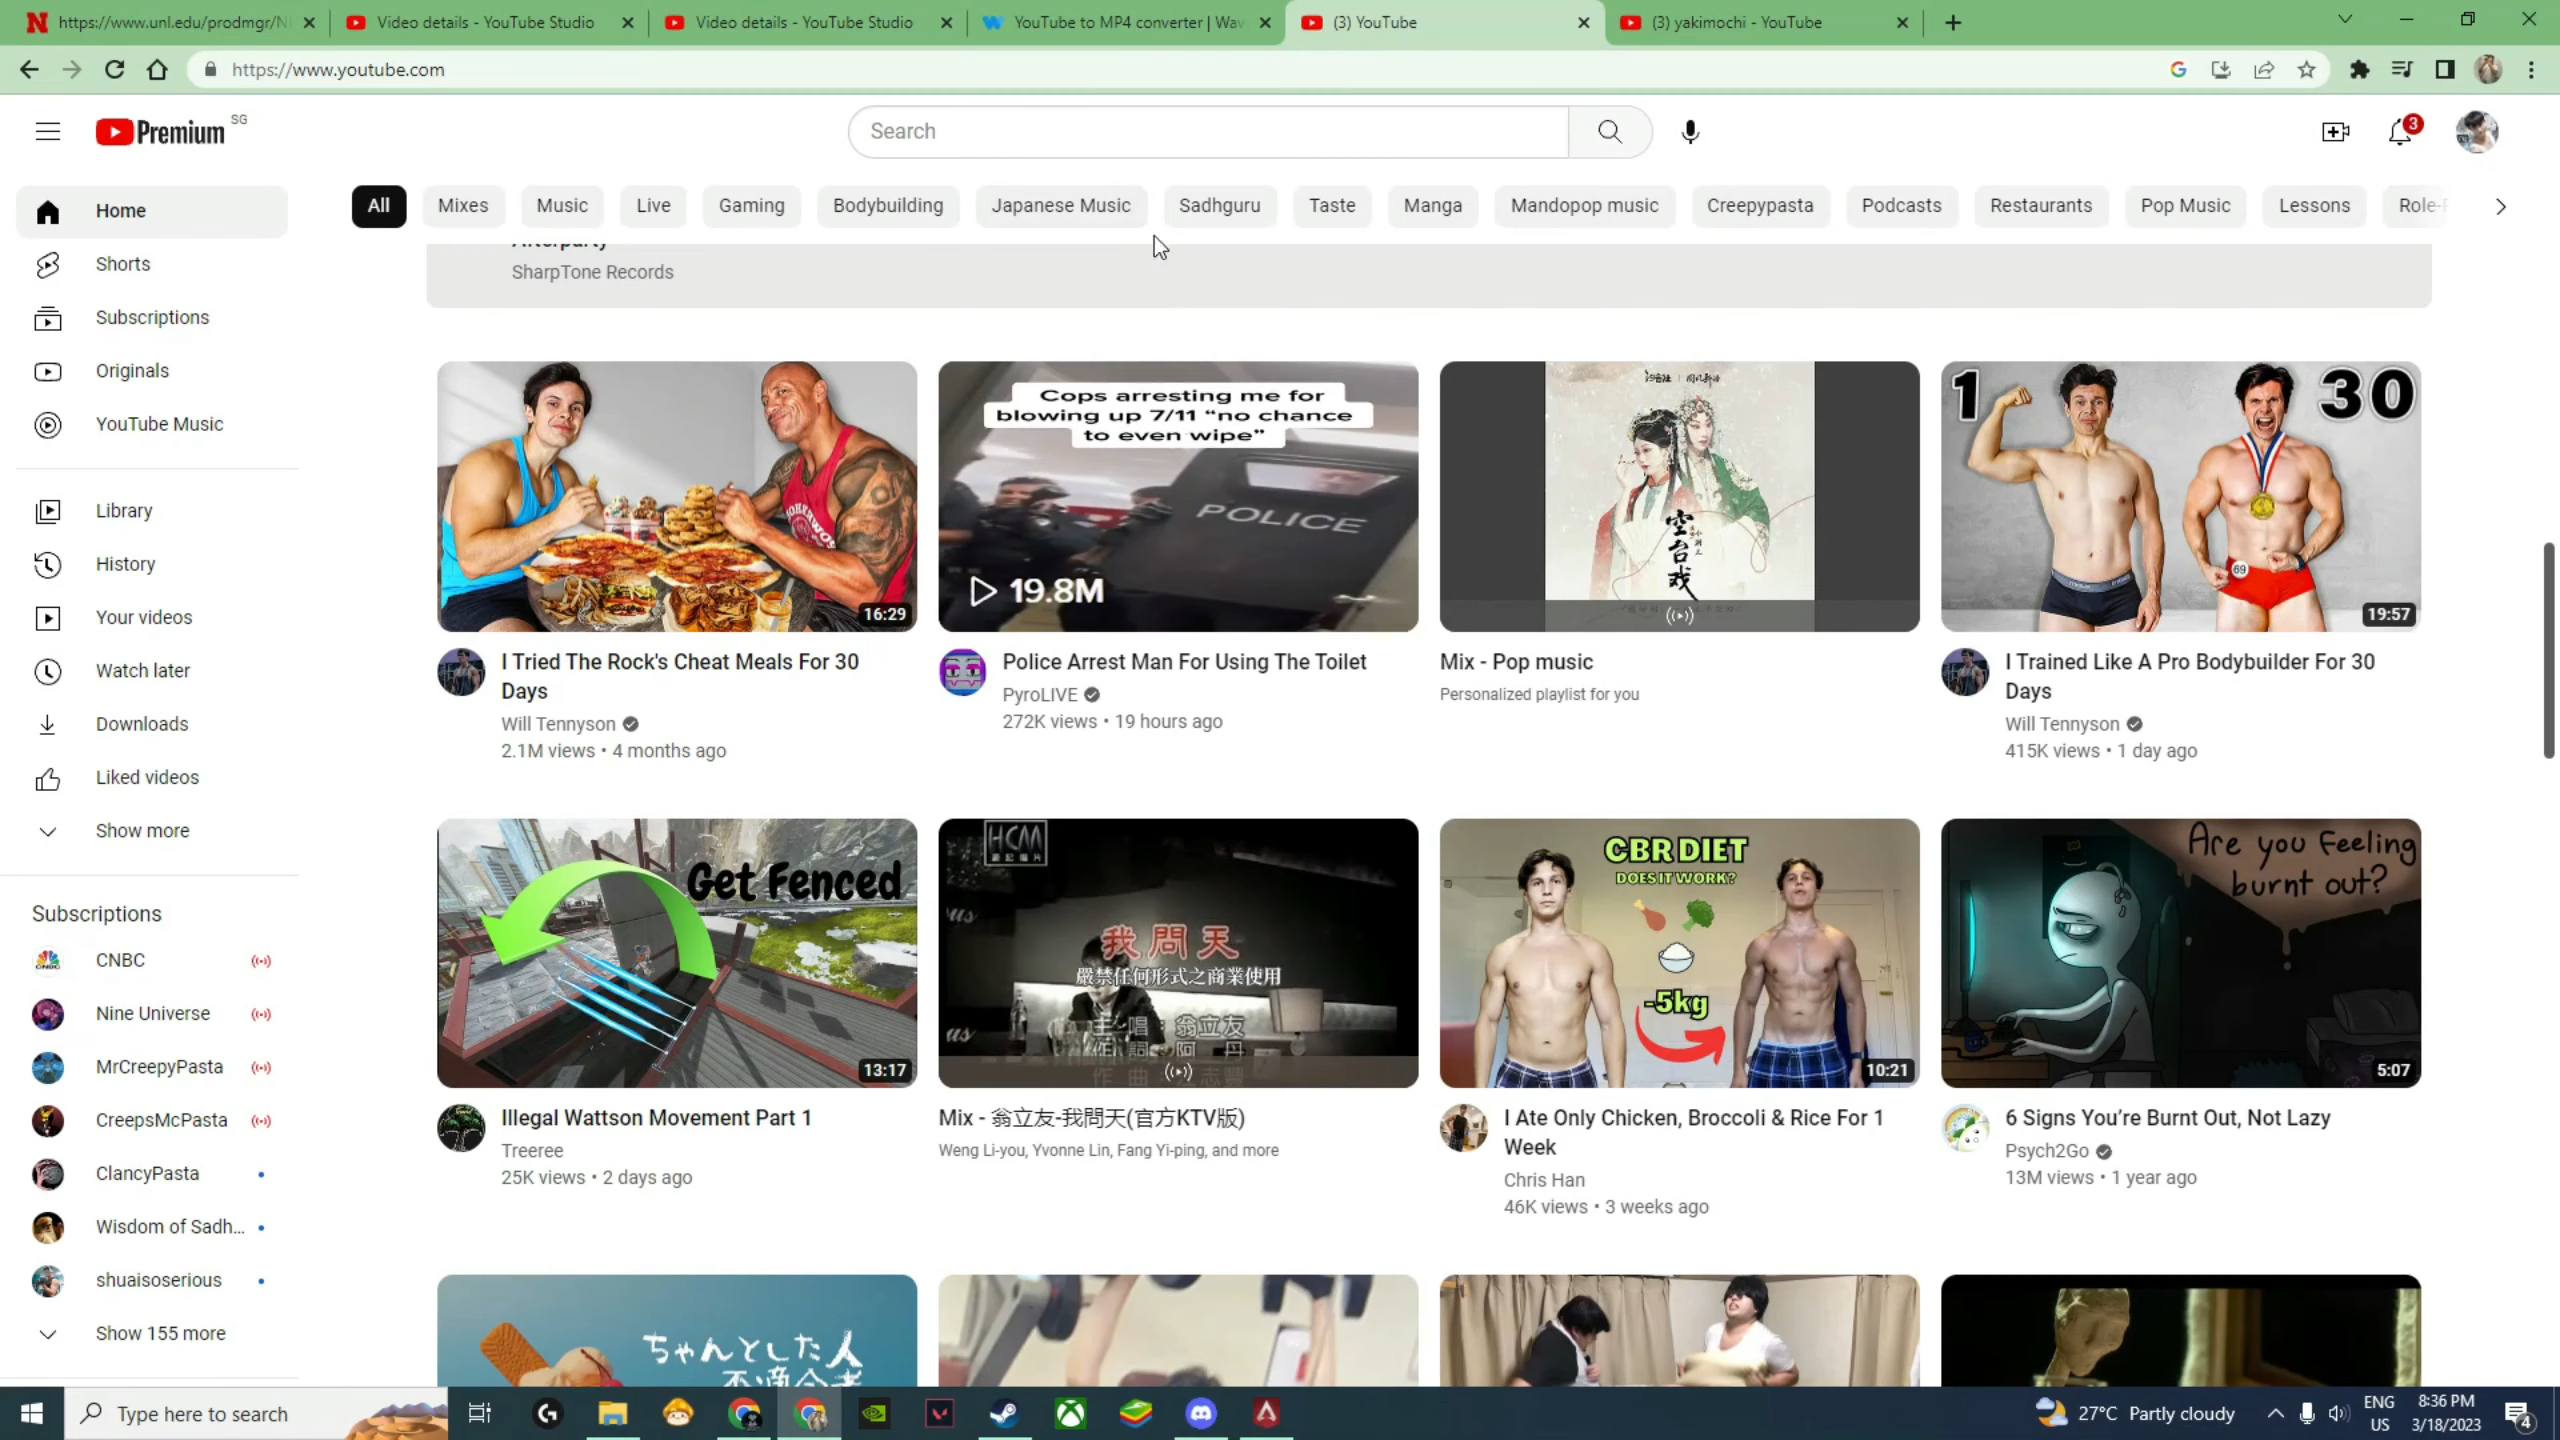 https://www.unl.edu/prodmgr/N
Video details - YouTube Studio
Video details - YouTube Studio
YouTube to MP4 converter | Wav
(3) YouTube
(3) yakimochi - YouTube
https://www.youtube.com
Premium SG
Search
3
Home
Shorts
Subscriptions
Originals
YouTube Music
Library
History
Your videos
Watch later
Downloads
Liked videos
Show more
Subscriptions
CNBC
Nine Universe
MrCreepyPasta
CreepsMcPasta
ClancyPasta
Wisdom of Sadh...
shuaisoserious
Show 155 more
All Mixes Music Live Gaming Bodybuilding Japanese Music Sadhguru Taste Manga Mandopop music Creepypasta Podcasts Restaurants Pop Music Lessons
Afterparty
SharpTone Records
16:29
I Tried The Rock's Cheat Meals For 30
Days
Will Tennyson
2.1M views • 4 months ago
Cops arresting me for
blowing up 7/11 “no chance
to even wipe”
POLICE
19.8M
Police Arrest Man For Using The Toilet
PyroLIVE
272K views • 19 hours ago
空台戏
Mix - Pop music
Personalized playlist for you
1 30
69
19:57
I Trained Like A Pro Bodybuilder For 30
Days
Will Tennyson
415K views • 1 day ago
Get Fenced
13:17
Illegal Wattson Movement Part 1
Treeree
25K views • 2 days ago
HCM
我問天
嚴禁任何形式之商業使用
主 唱 翁立友
Mix - 翁立友-我問天(官方KTV版)
Weng Li-you, Yvonne Lin, Fang Yi-ping, and more
CBR DIET
DOES IT WORK?
-5kg
10:21
I Ate Only Chicken, Broccoli & Rice For 1
Week
Chris Han
46K views • 3 weeks ago
Are you Feeling
burnt out?
5:07
6 Signs You’re Burnt Out, Not Lazy
Psych2Go
13M views • 1 year ago
ちゃんとした人
Type here to search
27°C Partly cloudy
ENG
US
8:36 PM
3/18/2023
4